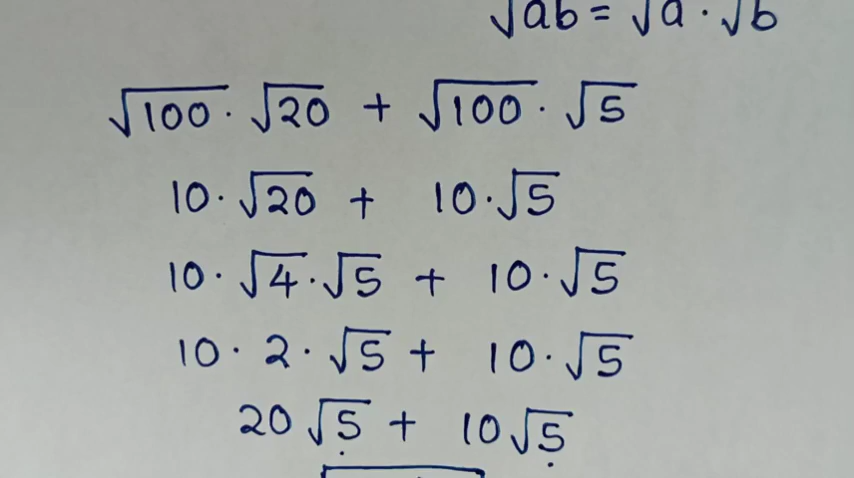 √ab = √a · √b
√100 · √20 + √100 · √5
10 · √20 + 10 · √5
10 · √4 · √5 + 10 · √5
10 · 2 · √5 + 10 · √5
20√5 + 10√5